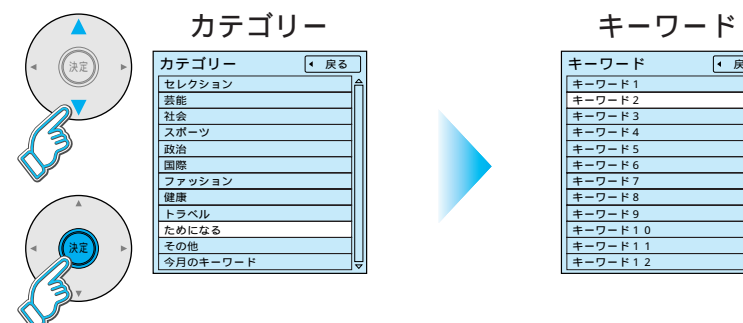 カテゴリー
決定
カテゴリー
戻る
セレクション
芸能
社会
スポーツ
政治
国際
ファッション
健康
トラベル
ためになる
その他
今月のキーワード
決定
キーワード
キーワード
戻
キーワード1
キーワード2
キーワード3
キーワード4
キーワード5
キーワード6
キーワード7
キーワード8
キーワード9
キーワード10
キーワード11
キーワード12